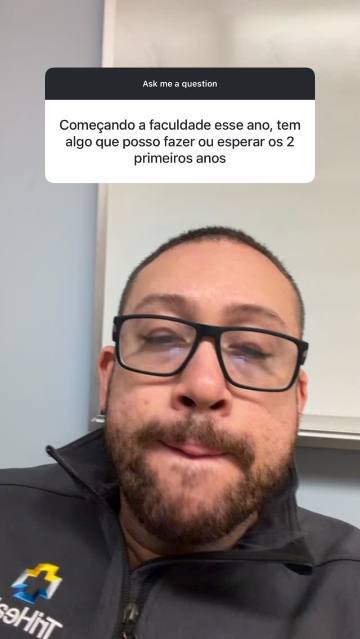 Ask me a question
Começando a faculdade esse ano, tem
algo que posso fazer ou esperar os 2
primeiros anos